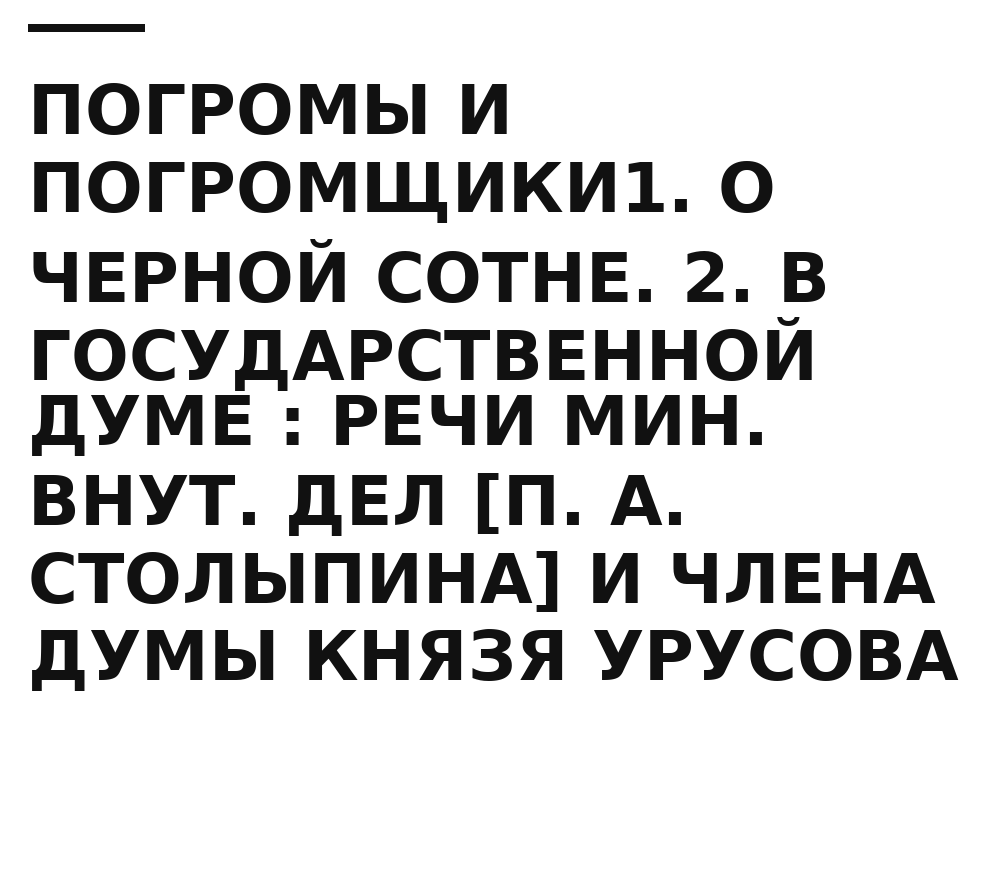 ПОГРОМЫ И
ПОГРОМЩИКИ1. О
ЧЕРНОЙ СОТНЕ. 2. В
ГОСУДАРСТВЕННОЙ
ДУМЕ : РЕЧИ МИН.
ВНУТ. ДЕЛ [П. А.
СТОЛЫПИНА] И ЧЛЕНА
ДУМЫ КНЯЗЯ УРУСОВА